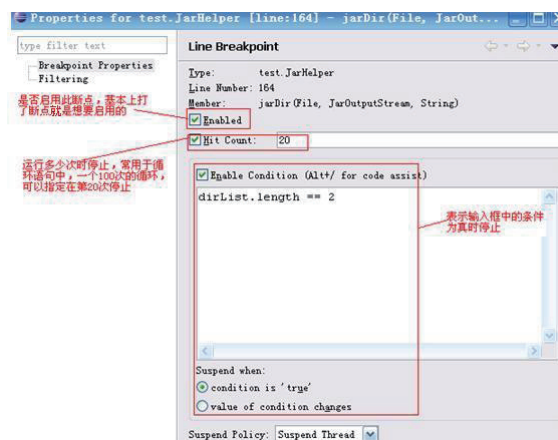 Properties for test.JarHelper [line:164] - jarDir(File, JarOut...
type filter text
Breakpoint Properties
Filtering
Line Breakpoint
Type: test.JarHelper
Line Number: 164
Member: jarDir(File, JarOutputStream, String)
Enabled
Hit Count: 20
Enable Condition (Alt+/ for code assist)
dirList.length == 2
Suspend when:
condition is 'true'
value of condition changes
Suspend Policy: Suspend Thread
是否启用此断点，基本上打
了断点就是想要启用的
运行多少次时停止，常用于循
环语句中，一个100次的循环，
可以指定在第20次停止
表示输入框中的条件
为真时停止